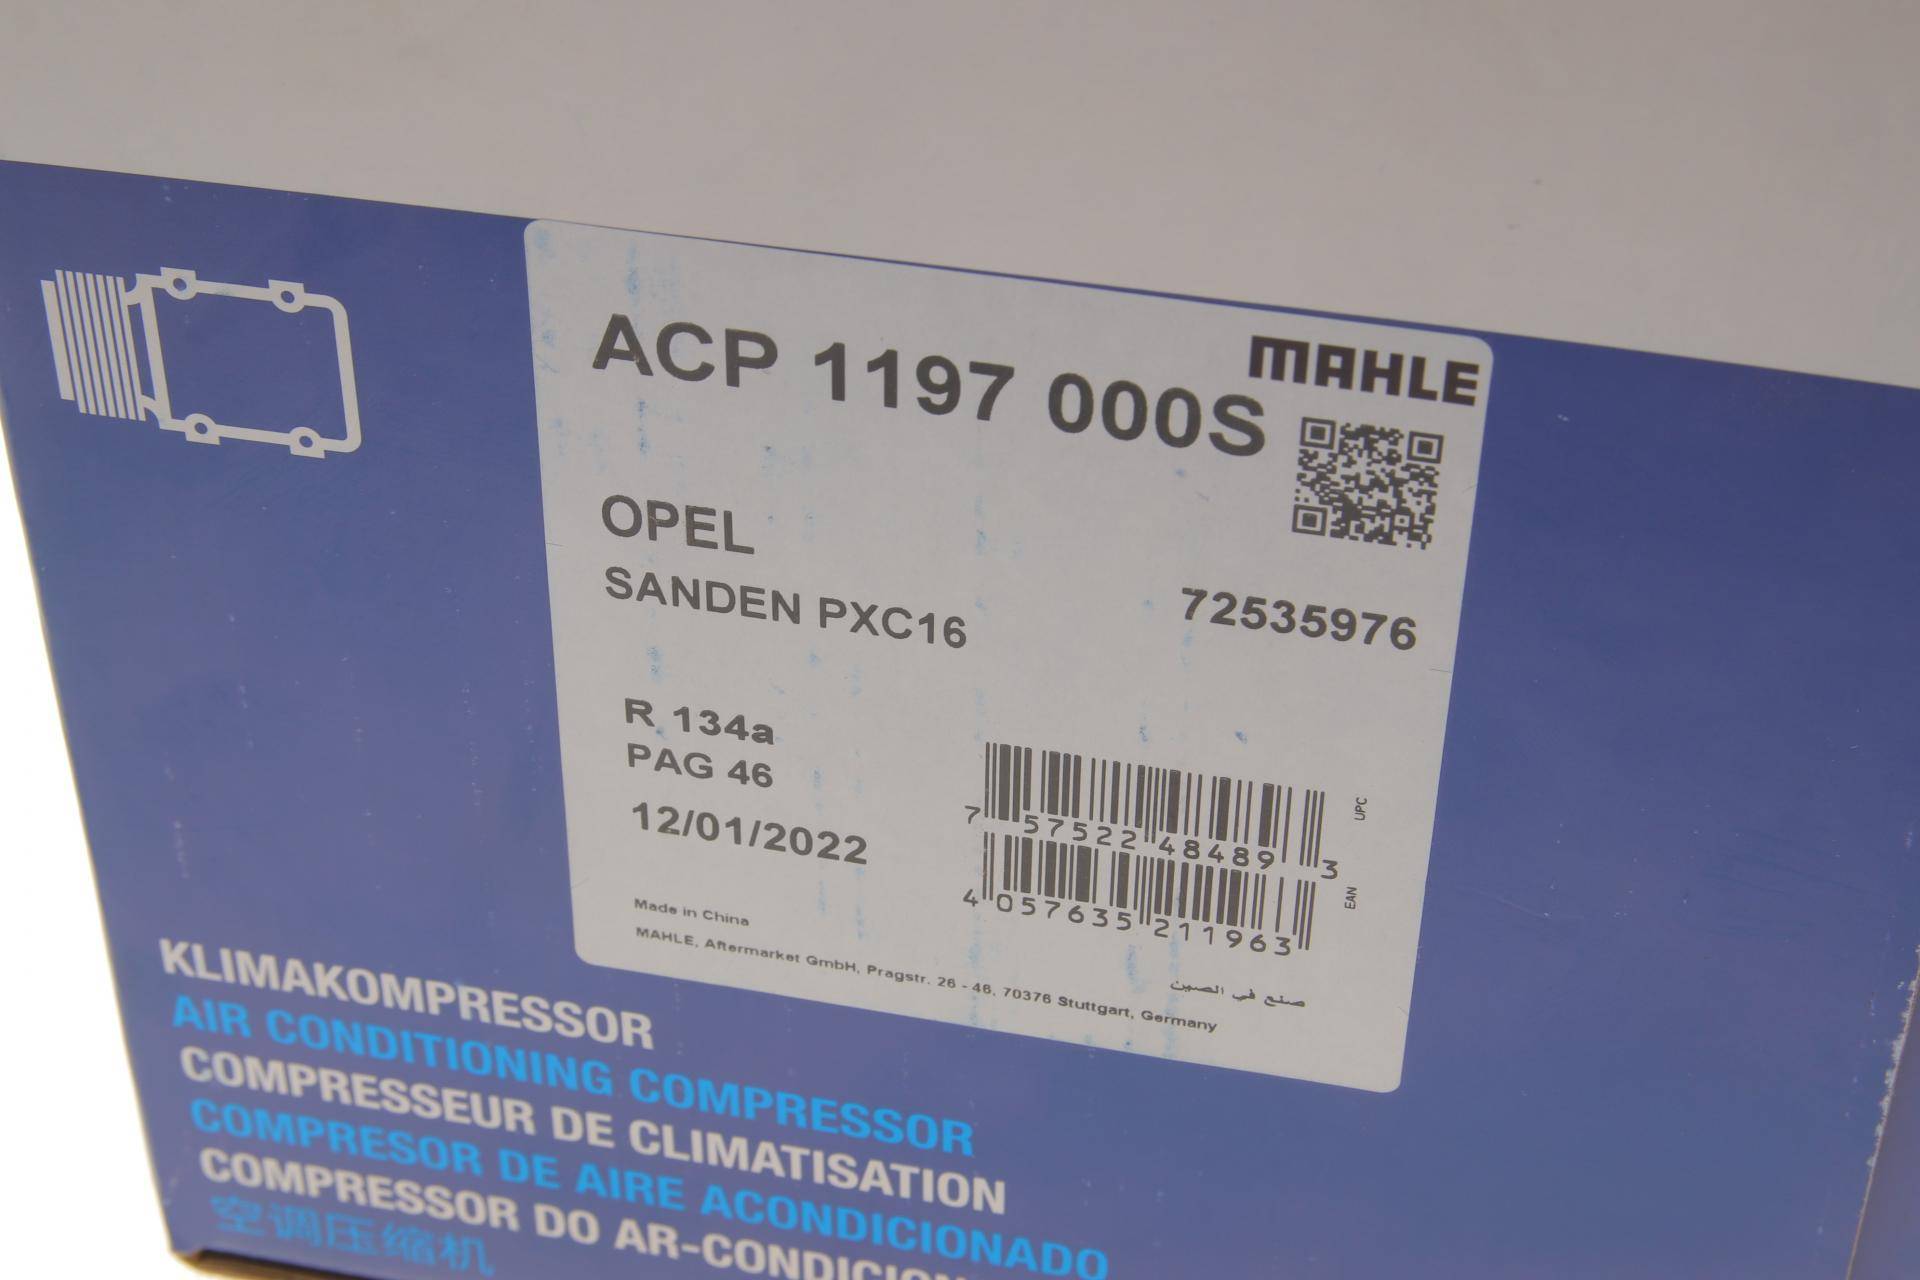 MAHLE
ACP 1197 000S
OPEL
SANDEN PXC16
72535976
R 134a
PAG 46
12/01/2022
7 57522 48489 3
UPC
4 057635 211963
EAN
Made in China
صنع في الصين
MAHLE, Aftermarket GmbH, Pragstr. 26 - 46, 70376 Stuttgart, Germany
KLIMAKOMPRESSOR
AIR CONDITIONING COMPRESSOR
COMPRESSEUR DE CLIMATISATION
COMPRESOR DE AIRE ACONDICIONADO
COMPRESSOR DO
空调压缩机